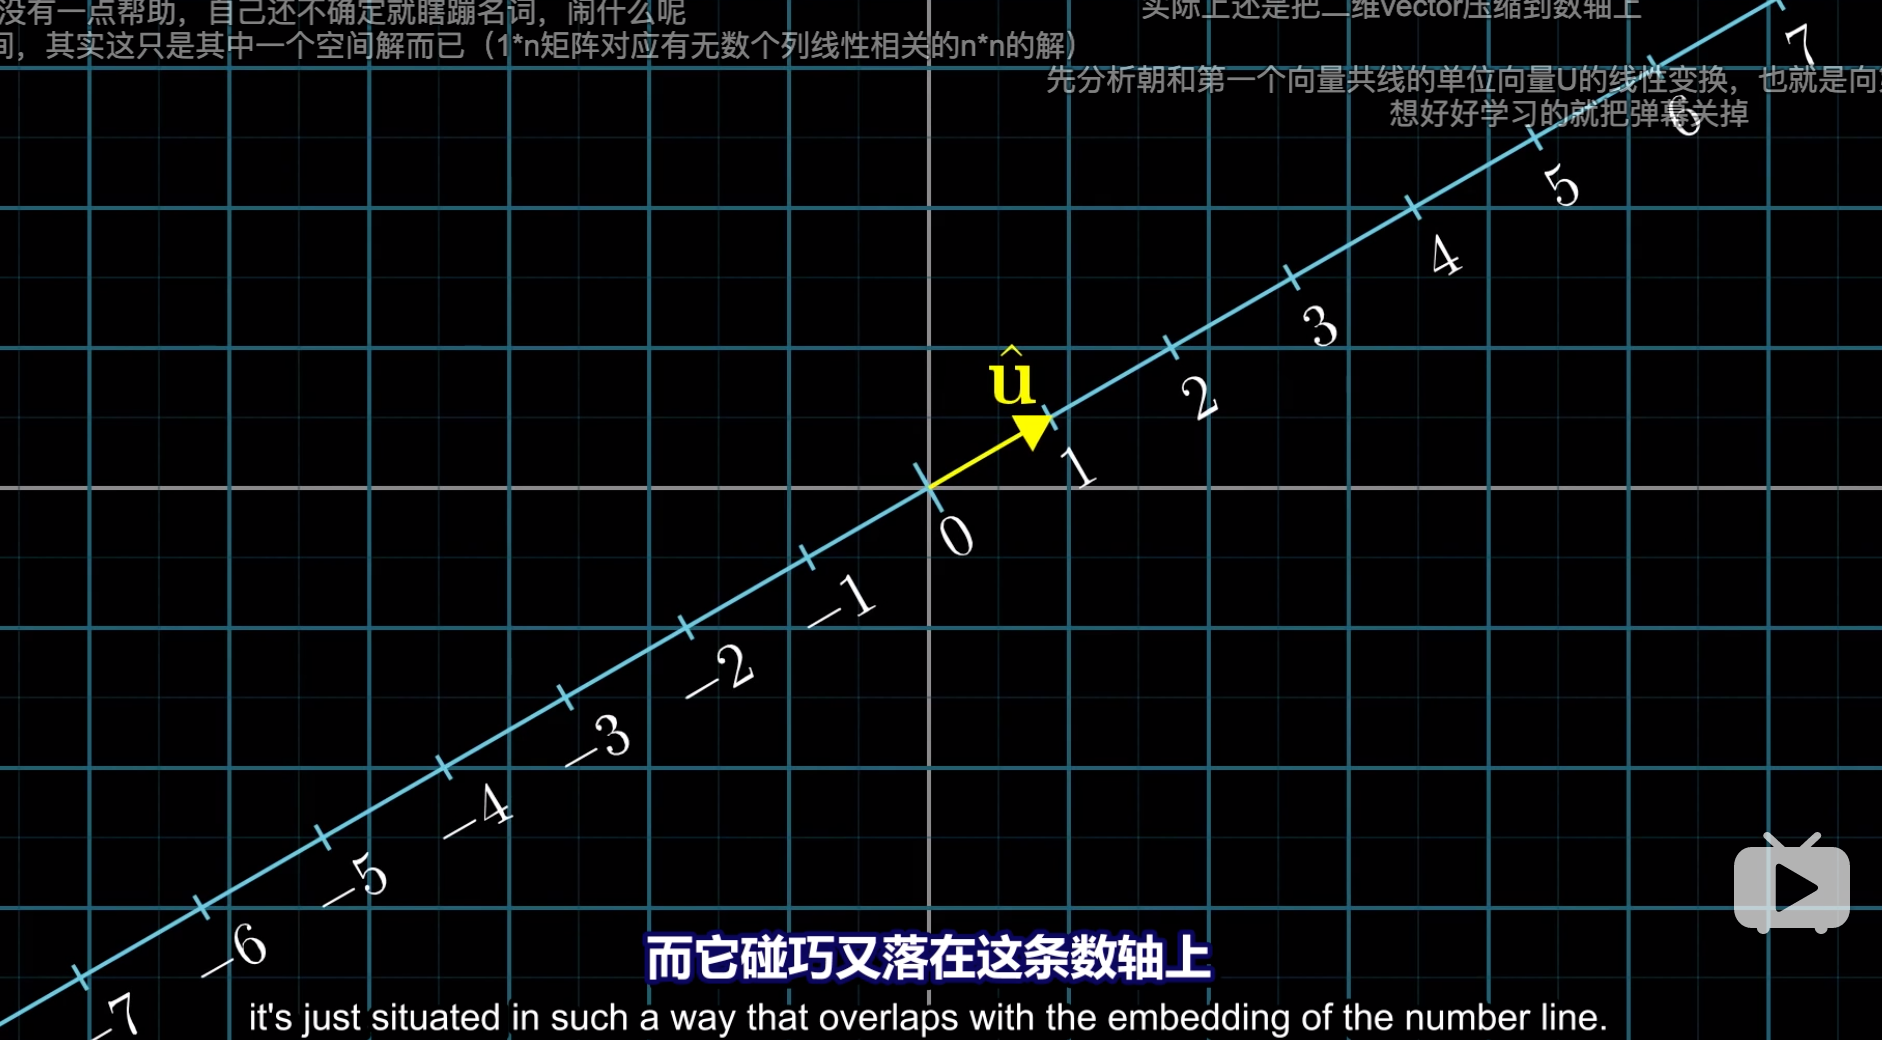 没有一点帮助，自己还不确定就瞎蹦名词，闹什么呢
实际上还是把二维vector压缩到数轴上
间，其实这只是其中一个空间解而已（1*n矩阵对应有无数个列线性相关的n*n的解）
先分析朝和第一个向量共线的单位向量U的线性变换，也就是向
想好好学习的就把弹幕关掉
7
6
5
4
3
û
2
1
0
−1
−2
−3
−4
−5
−6
−7
而它碰巧又落在这条数轴上
it's just situated in such a way that overlaps with the embedding of the number line.